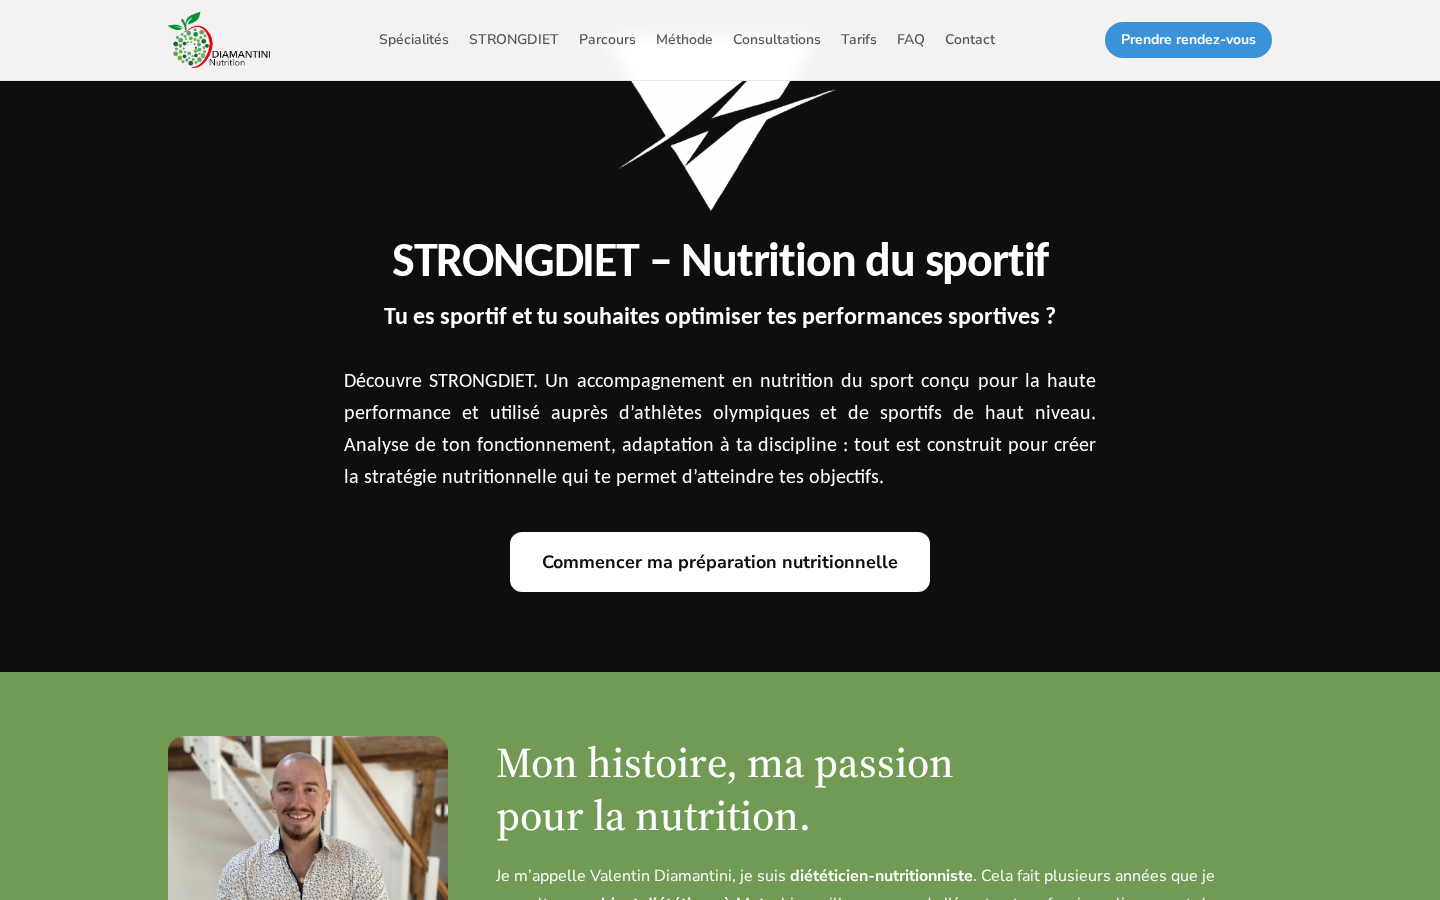 DIAMANTINI
Nutrition
Spécialités
STRONGDIET
Parcours
Méthode
Consultations
Tarifs
FAQ
Contact
Prendre rendez-vous
STRONGDIET – Nutrition du sportif
Tu es sportif et tu souhaites optimiser tes performances sportives ?
Découvre STRONGDIET. Un accompagnement en nutrition du sport conçu pour la haute
performance et utilisé auprès d’athlètes olympiques et de sportifs de haut niveau.
Analyse de ton fonctionnement, adaptation à ta discipline : tout est construit pour créer
la stratégie nutritionnelle qui te permet d’atteindre tes objectifs.
Commencer ma préparation nutritionnelle
Mon histoire, ma passion
pour la nutrition.
Je m’appelle Valentin Diamantini, je suis diététicien-nutritionniste. Cela fait plusieurs années que je